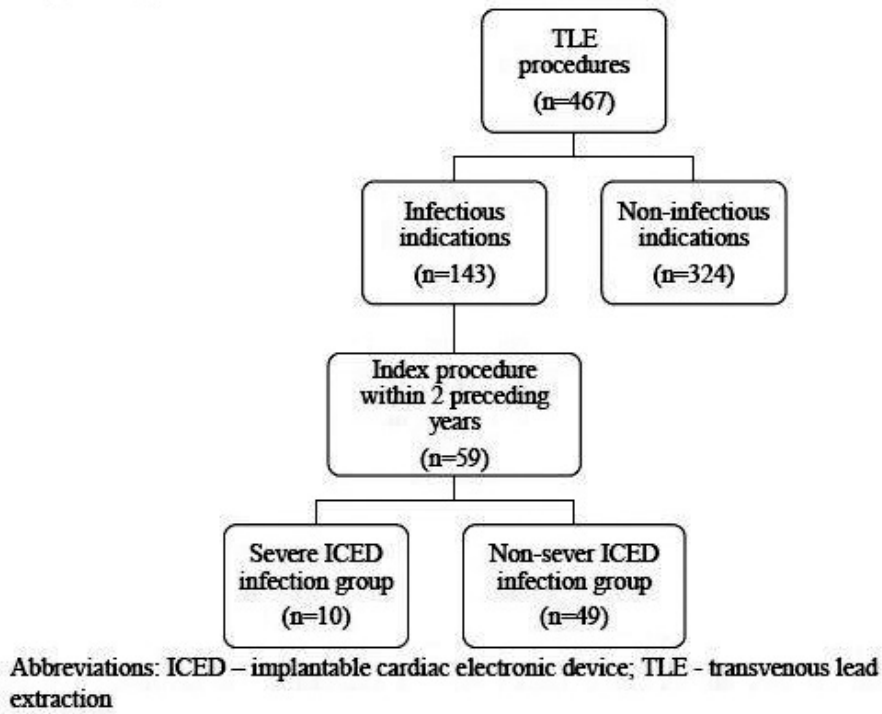 TLE
procedures
(n=467)
Infectious
indications
(n=143)
Non-infectious
indications
(n=324)
Index procedure
within 2 preceding
years
(n=59)
Severe ICED
infection group
(n=10)
Non-sever ICED
infection group
(n=49)
Abbreviations: ICED – implantable cardiac electronic device; TLE - transvenous lead
extraction